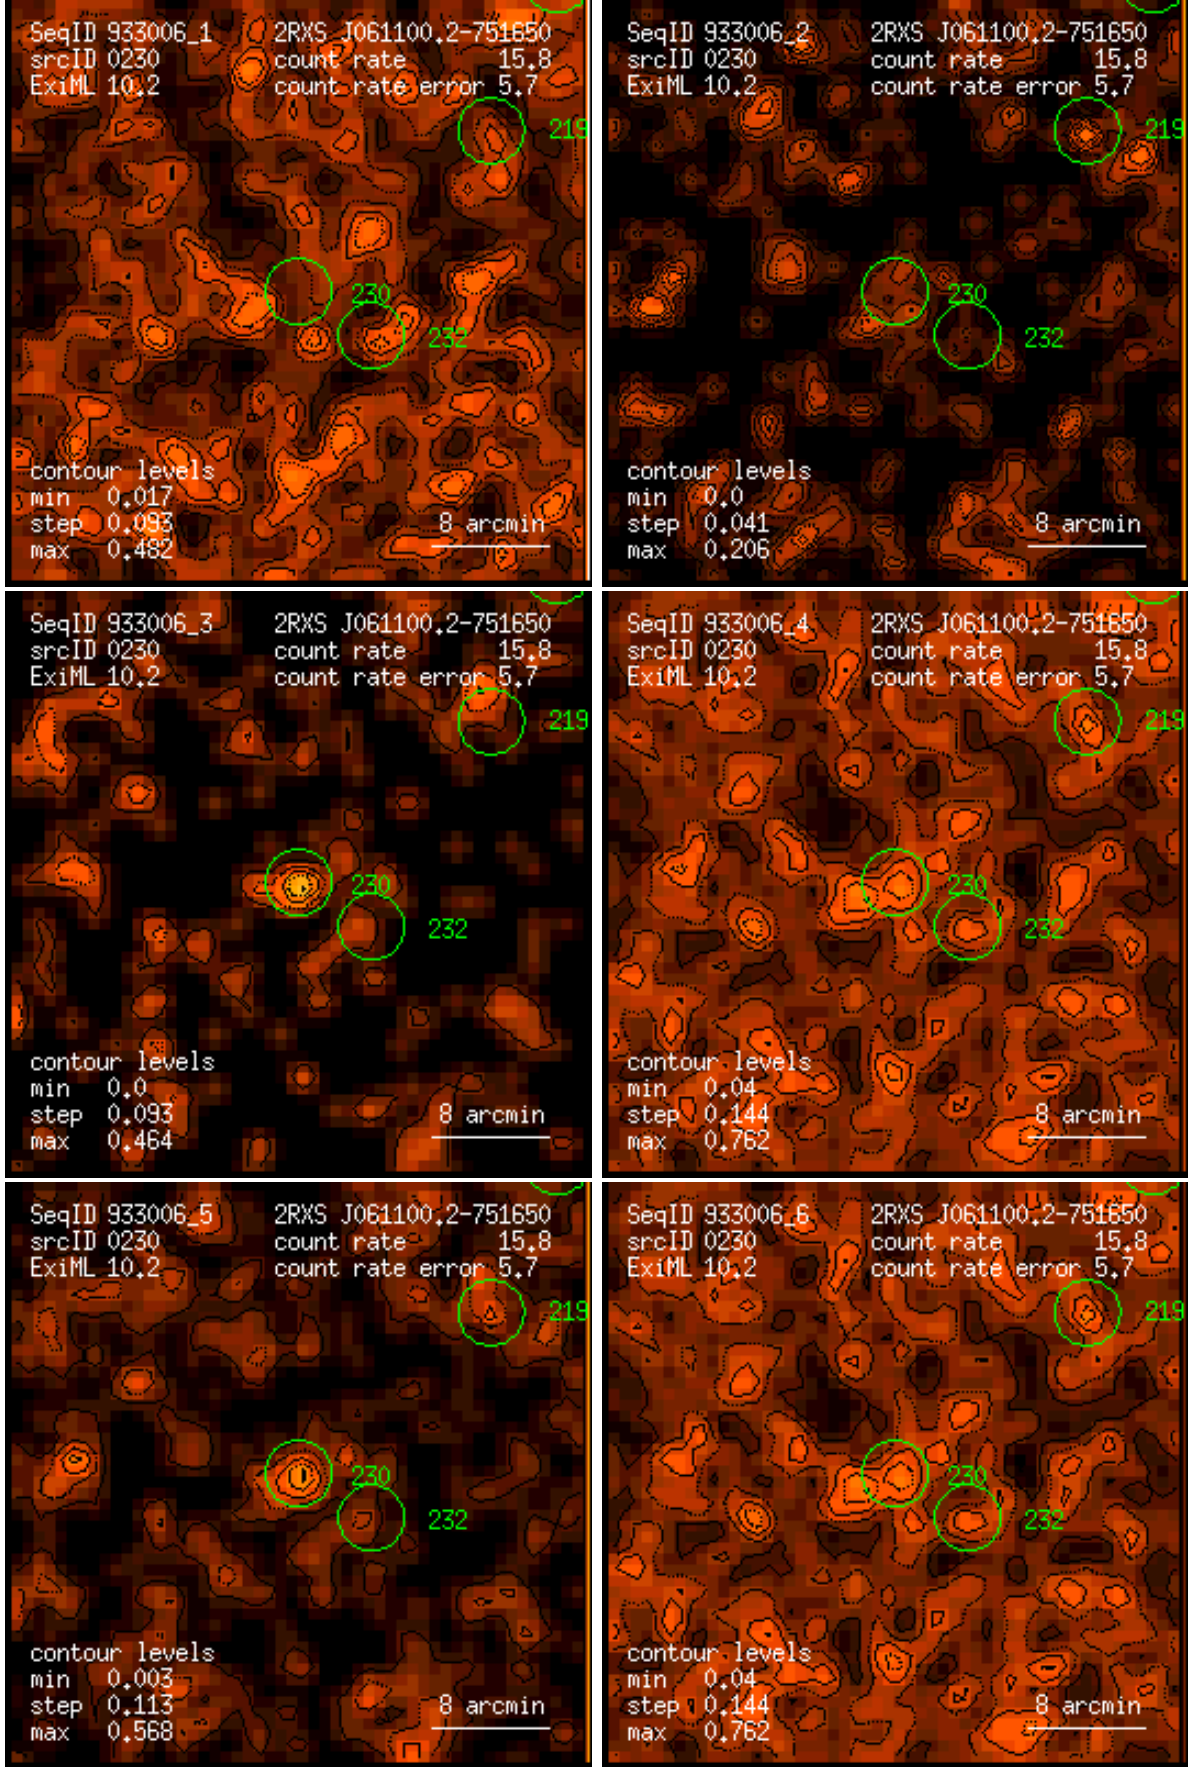 SeqID 933006_1 2RXS J061100.2-751650
srcID 0230 count rate 15.8
ExiML 10.2 count rate error 5.7
219
230
232
contour levels
min 0.017
step 0.093 8 arcmin
max 0.482
SeqID 933006_2 2RXS J061100.2-751650
srcID 0230 count rate 15.8
ExiML 10.2 count rate error 5.7
219
230
232
contour levels
min 0.0
step 0.041 8 arcmin
max 0.206
SeqID 933006_3 2RXS J061100.2-751650
srcID 0230 count rate 15.8
ExiML 10.2 count rate error 5.7
219
230
232
contour levels
min 0.0
step 0.093 8 arcmin
max 0.464
SeqID 933006_4 2RXS J061100.2-751650
srcID 0230 count rate 15.8
ExiML 10.2 count rate error 5.7
219
230
232
contour levels
min 0.04
step 0.144 8 arcmin
max 0.762
SeqID 933006_5 2RXS J061100.2-751650
srcID 0230 count rate 15.8
ExiML 10.2 count rate error 5.7
219
230
232
contour levels
min 0.003
step 0.113 8 arcmin
max 0.568
SeqID 933006_6 2RXS J061100.2-751650
srcID 0230 count rate 15.8
ExiML 10.2 count rate error 5.7
219
230
232
contour levels
min 0.04
step 0.144 8 arcmin
max 0.762